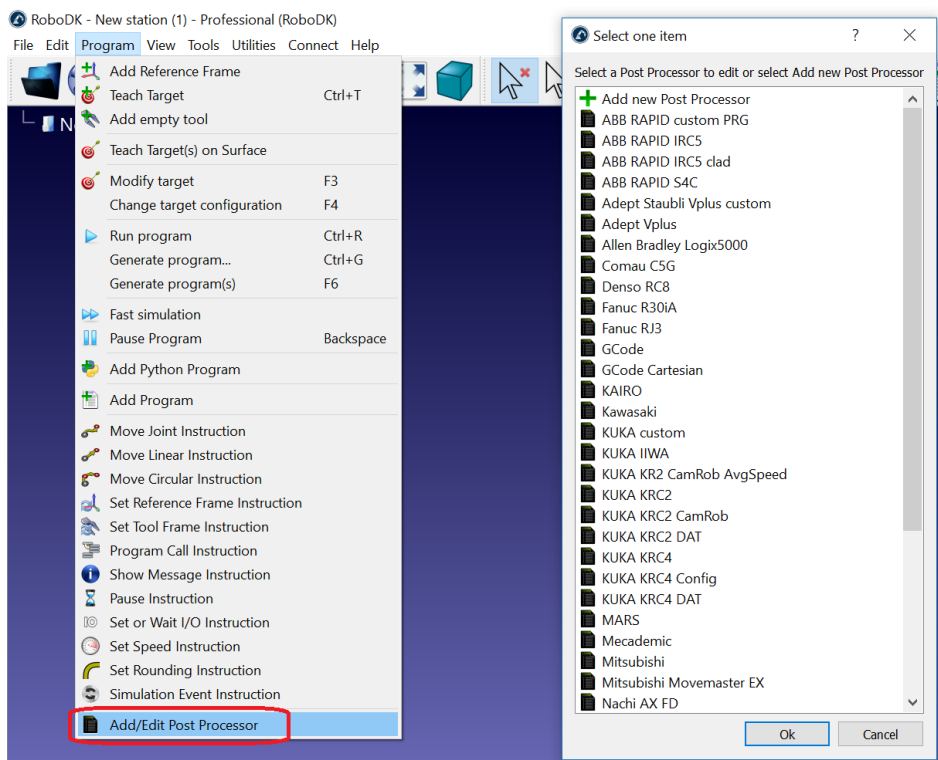 RoboDK - New station (1) - Professional (RoboDK)
File Edit Program View Tools Utilities Connect Help
Add Reference Frame
Teach Target Ctrl+T
Add empty tool
Teach Target(s) on Surface
Modify target F3
Change target configuration F4
Run program Ctrl+R
Generate program... Ctrl+G
Generate program(s) F6
Fast simulation
Pause Program Backspace
Add Python Program
Add Program
Move Joint Instruction
Move Linear Instruction
Move Circular Instruction
Set Reference Frame Instruction
Set Tool Frame Instruction
Program Call Instruction
Show Message Instruction
Pause Instruction
Set or Wait I/O Instruction
Set Speed Instruction
Set Rounding Instruction
Simulation Event Instruction
Add/Edit Post Processor
Select one item
Select a Post Processor to edit or select Add new Post Processor
Add new Post Processor
ABB RAPID custom PRG
ABB RAPID IRC5
ABB RAPID IRC5 clad
ABB RAPID S4C
Adept Staubli Vplus custom
Adept Vplus
Allen Bradley Logix5000
Comau C5G
Denso RC8
Fanuc R30iA
Fanuc RJ3
GCode
GCode Cartesian
KAIRO
Kawasaki
KUKA custom
KUKA IIWA
KUKA KR2 CamRob AvgSpeed
KUKA KRC2
KUKA KRC2 CamRob
KUKA KRC2 DAT
KUKA KRC4
KUKA KRC4 Config
KUKA KRC4 DAT
MARS
Mecademic
Mitsubishi
Mitsubishi Movemaster EX
Nachi AX FD
Ok Cancel